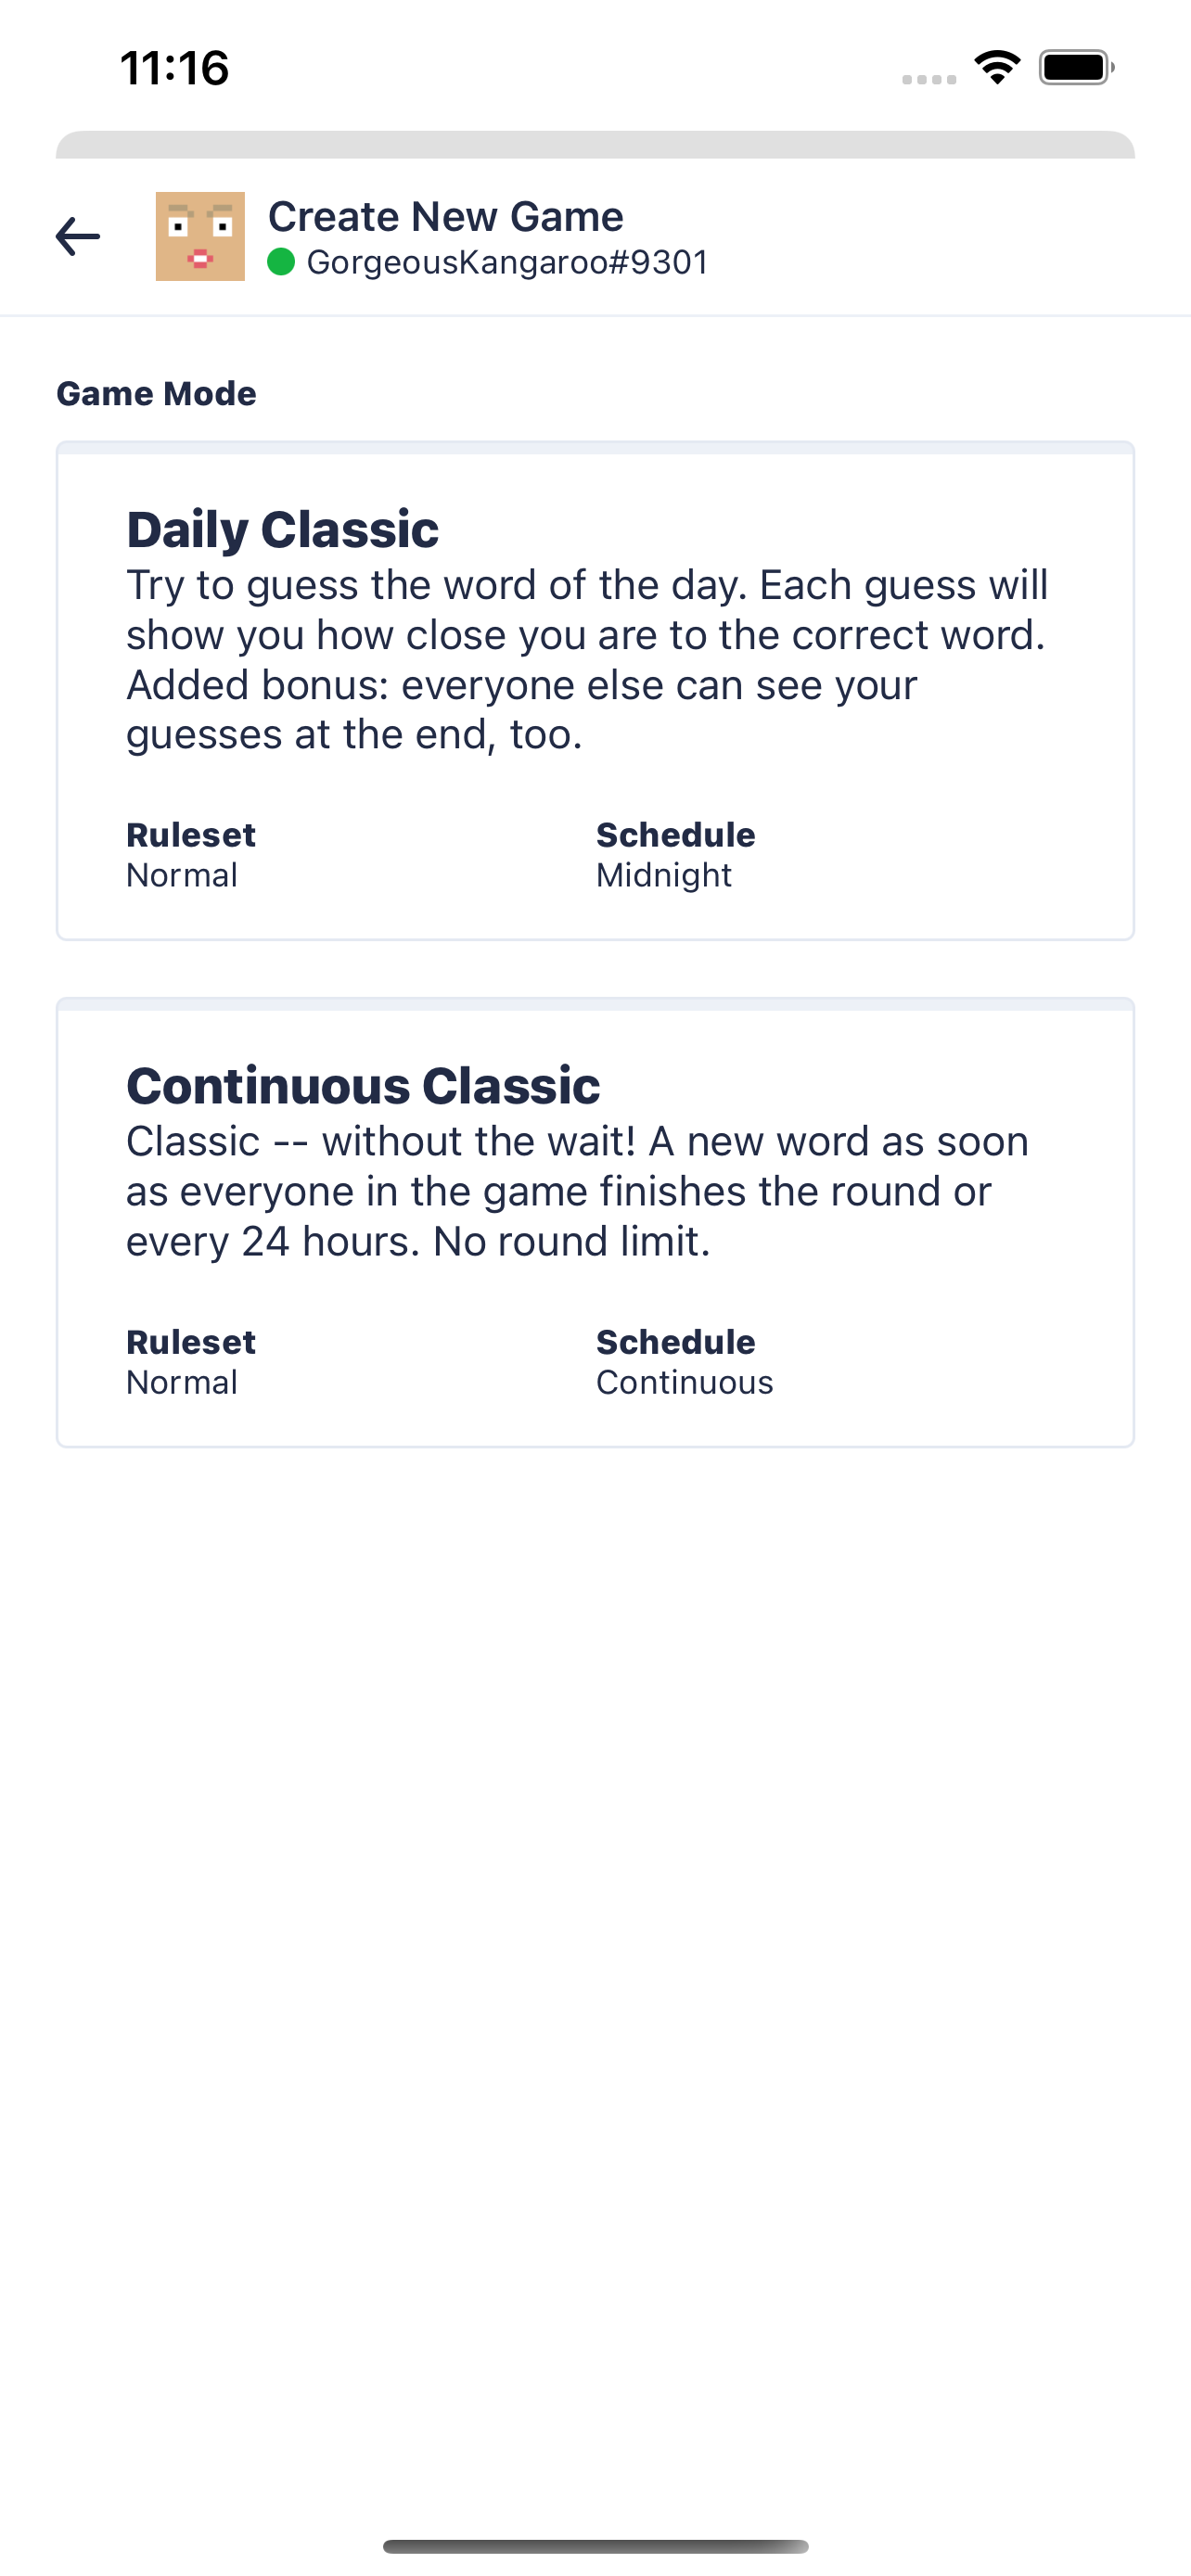 11:16
Create New Game
GorgeousKangaroo#9301
Game Mode
Daily Classic
Try to guess the word of the day. Each guess will
show you how close you are to the correct word.
Added bonus: everyone else can see your
guesses at the end, too.
Ruleset
Schedule
Normal
Midnight
Continuous Classic
Classic -- without the wait! A new word as soon
as everyone in the game finishes the round or
every 24 hours. No round limit.
Ruleset
Schedule
Normal
Continuous